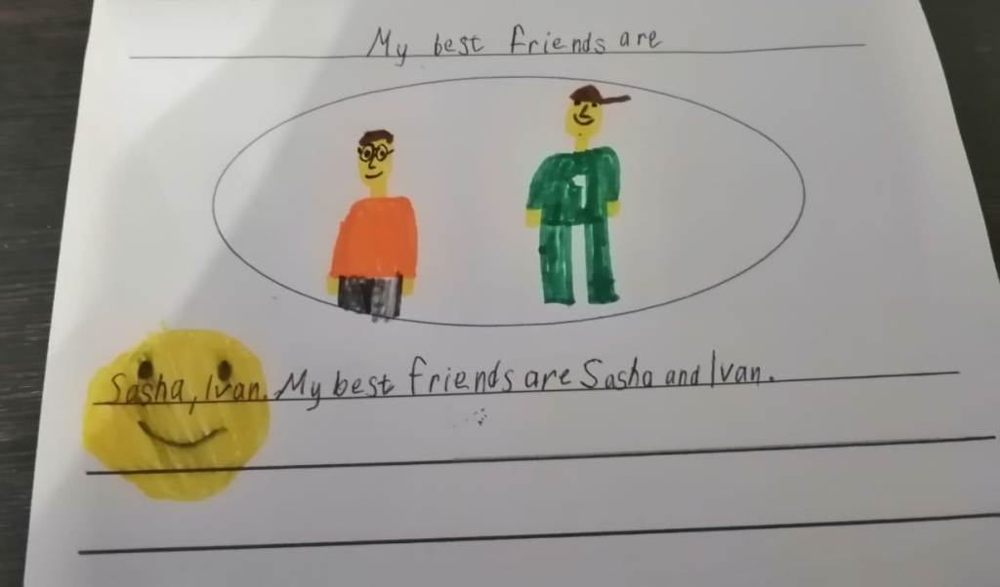 My best friends are
1
Sasha, Ivan. My best friends are Sasha and Ivan.